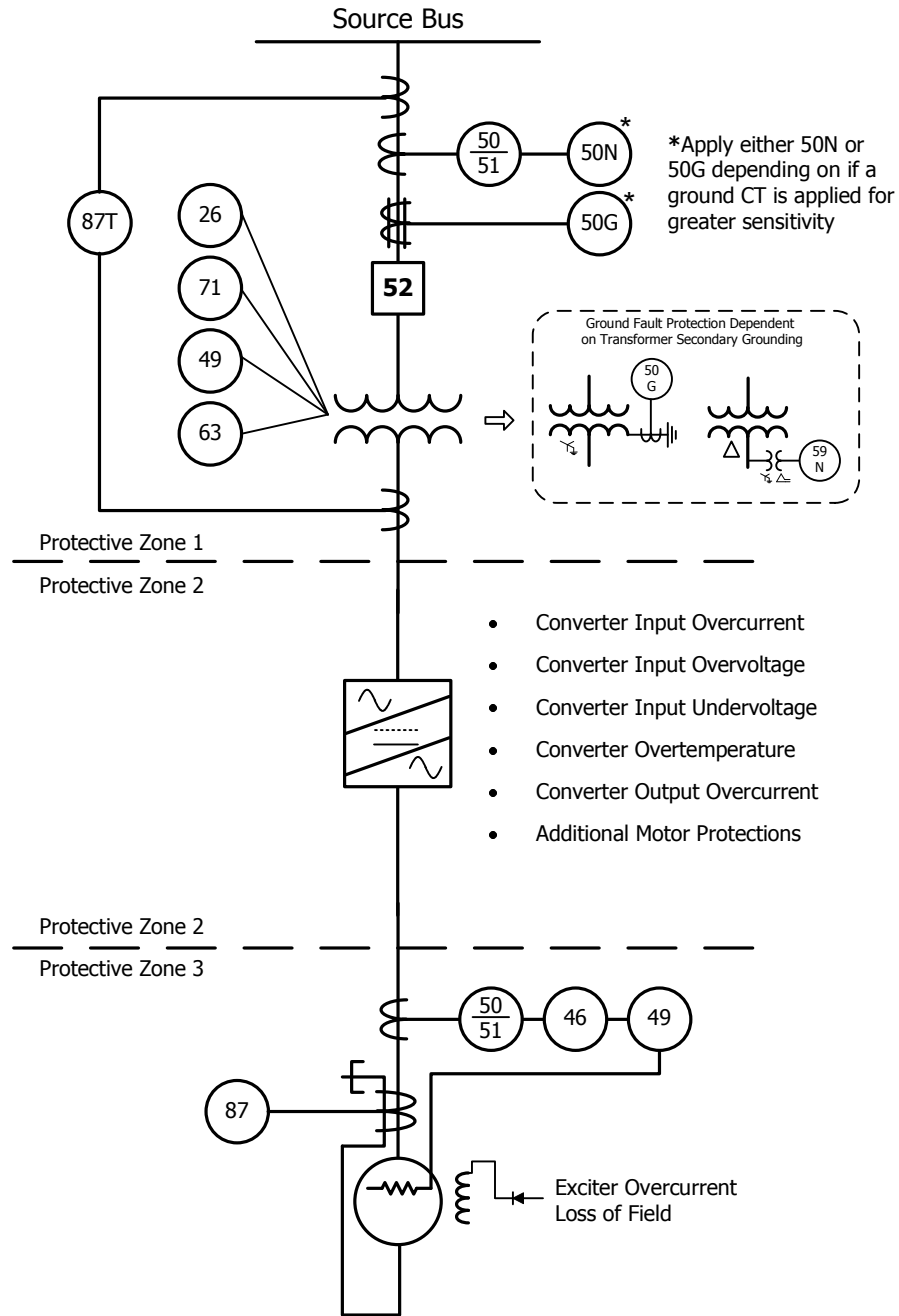 Source Bus
50
51
50N
*
*Apply either 50N or
50G depending on if a
ground CT is applied for
greater sensitivity
87T
26
50G
*
71
52
49
63
Ground Fault Protection Dependent
on Transformer Secondary Grounding
50
G
59
N
Protective Zone 1
Protective Zone 2
• Converter Input Overcurrent
• Converter Input Overvoltage
• Converter Input Undervoltage
• Converter Overtemperature
• Converter Output Overcurrent
• Additional Motor Protections
Protective Zone 2
Protective Zone 3
50
51
46
49
87
Exciter Overcurrent
Loss of Field